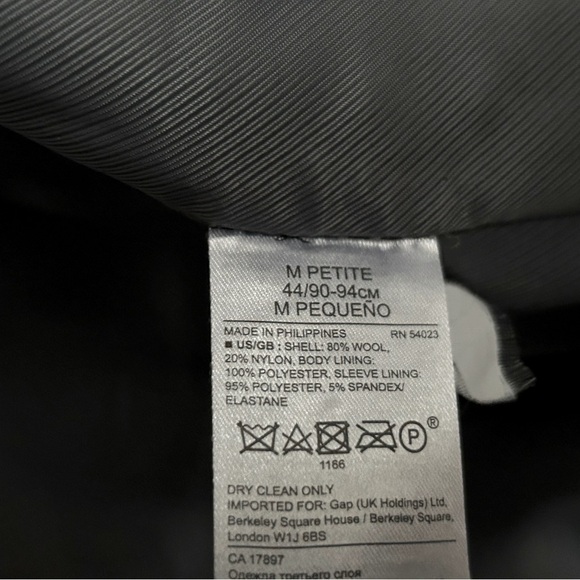 M PETITE
44/90-94CM
M PEQUEÑO
MADE IN PHILIPPINES RN 54023
■ US/GB : SHELL: 80% WOOL,
20% NYLON, BODY LINING:
100% POLYESTER, SLEEVE LINING:
95% POLYESTER, 5% SPANDEX/
ELASTANE
P ®
1166
DRY CLEAN ONLY
IMPORTED FOR: Gap (UK Holdings) Ltd,
Berkeley Square House / Berkeley Square,
London W1J 6BS
CA 17897
Одежда третьего слоя